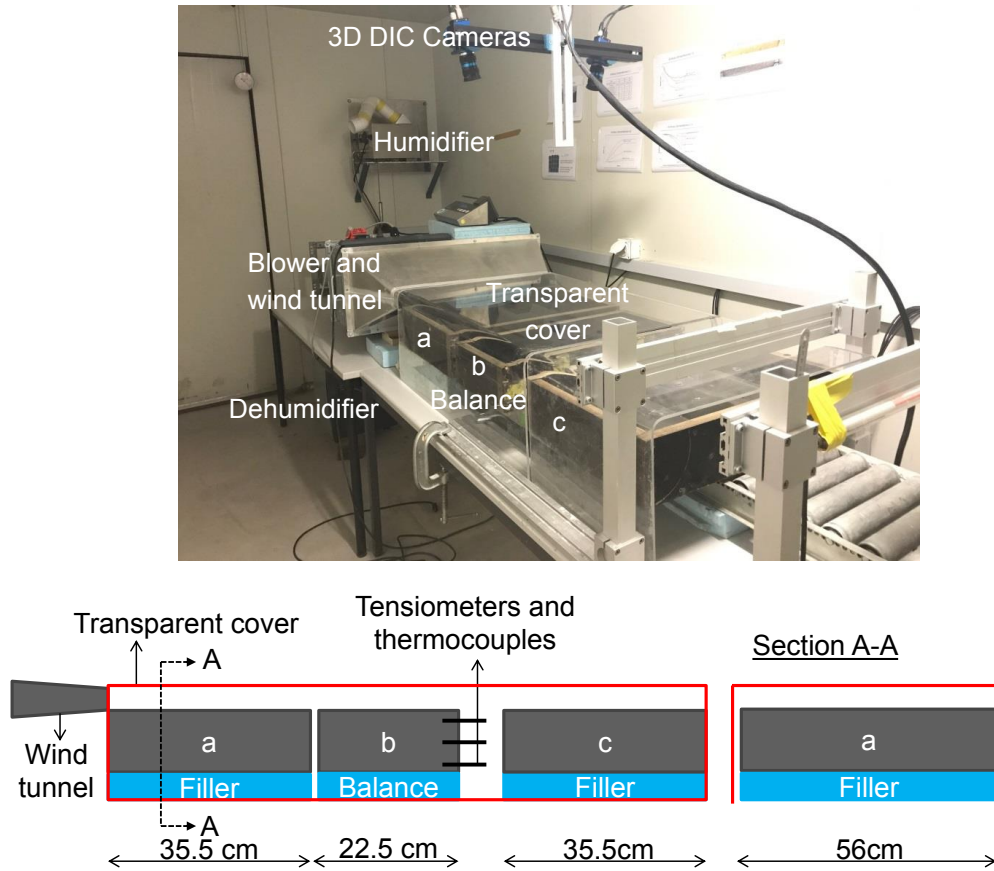 3D DIC Cameras
Humidifier
Blower and
wind tunnel
Transparent
cover
a
b
Balance
c
Dehumidifier
Tensiometers and
thermocouples
Transparent cover
A
Section A-A
a
b
c
a
Wind
tunnel
Filler
Balance
Filler
Filler
A
35.5 cm
22.5 cm
35.5cm
56cm